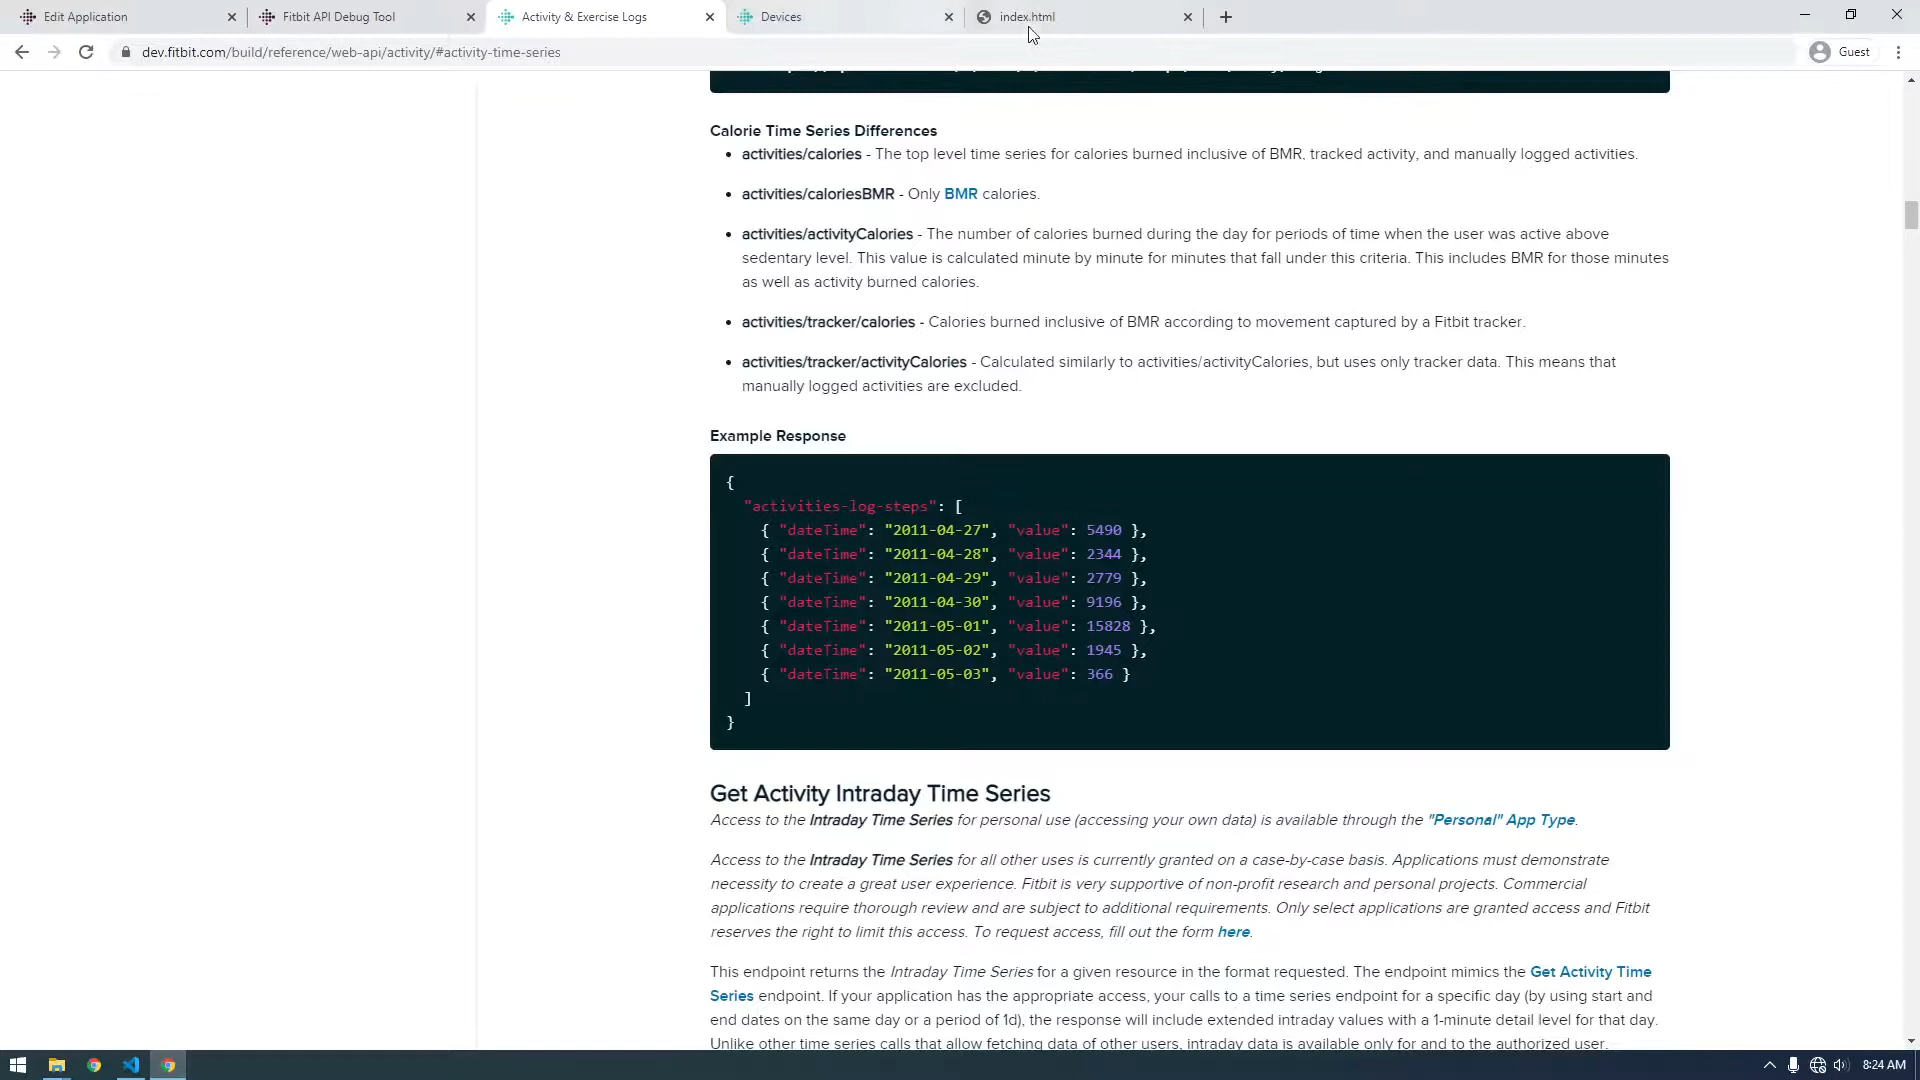 Edit Application
Fitbit API Debug Tool
Activity & Exercise Logs
Devices
index.html
dev.fitbit.com/build/reference/web-api/activity/#activity-time-series
Guest
Calorie Time Series Differences
• activities/calories - The top level time series for calories burned inclusive of BMR, tracked activity, and manually logged activities.
• activities/caloriesBMR - Only BMR calories.
• activities/activityCalories - The number of calories burned during the day for periods of time when the user was active above
sedentary level. This value is calculated minute by minute for minutes that fall under this criteria. This includes BMR for those minutes
as well as activity burned calories.
• activities/tracker/calories - Calories burned inclusive of BMR according to movement captured by a Fitbit tracker.
• activities/tracker/activityCalories - Calculated similarly to activities/activityCalories, but uses only tracker data. This means that
manually logged activities are excluded.
Example Response
{
"activities-log-steps": [
{ "dateTime": "2011-04-27", "value": 5490 },
{ "dateTime": "2011-04-28", "value": 2344 },
{ "dateTime": "2011-04-29", "value": 2779 },
{ "dateTime": "2011-04-30", "value": 9196 },
{ "dateTime": "2011-05-01", "value": 15828 },
{ "dateTime": "2011-05-02", "value": 1945 },
{ "dateTime": "2011-05-03", "value": 366 }
]
}
Get Activity Intraday Time Series
Access to the Intraday Time Series for personal use (accessing your own data) is available through the "Personal" App Type.
Access to the Intraday Time Series for all other uses is currently granted on a case-by-case basis. Applications must demonstrate
necessity to create a great user experience. Fitbit is very supportive of non-profit research and personal projects. Commercial
applications require thorough review and are subject to additional requirements. Only select applications are granted access and Fitbit
reserves the right to limit this access. To request access, fill out the form here.
This endpoint returns the Intraday Time Series for a given resource in the format requested. The endpoint mimics the Get Activity Time
Series endpoint. If your application has the appropriate access, your calls to a time series endpoint for a specific day (by using start and
end dates on the same day or a period of 1d), the response will include extended intraday values with a 1-minute detail level for that day.
Unlike other time series calls that allow fetching data of other users, intraday data is available only for and to the authorized user.
8:24 AM